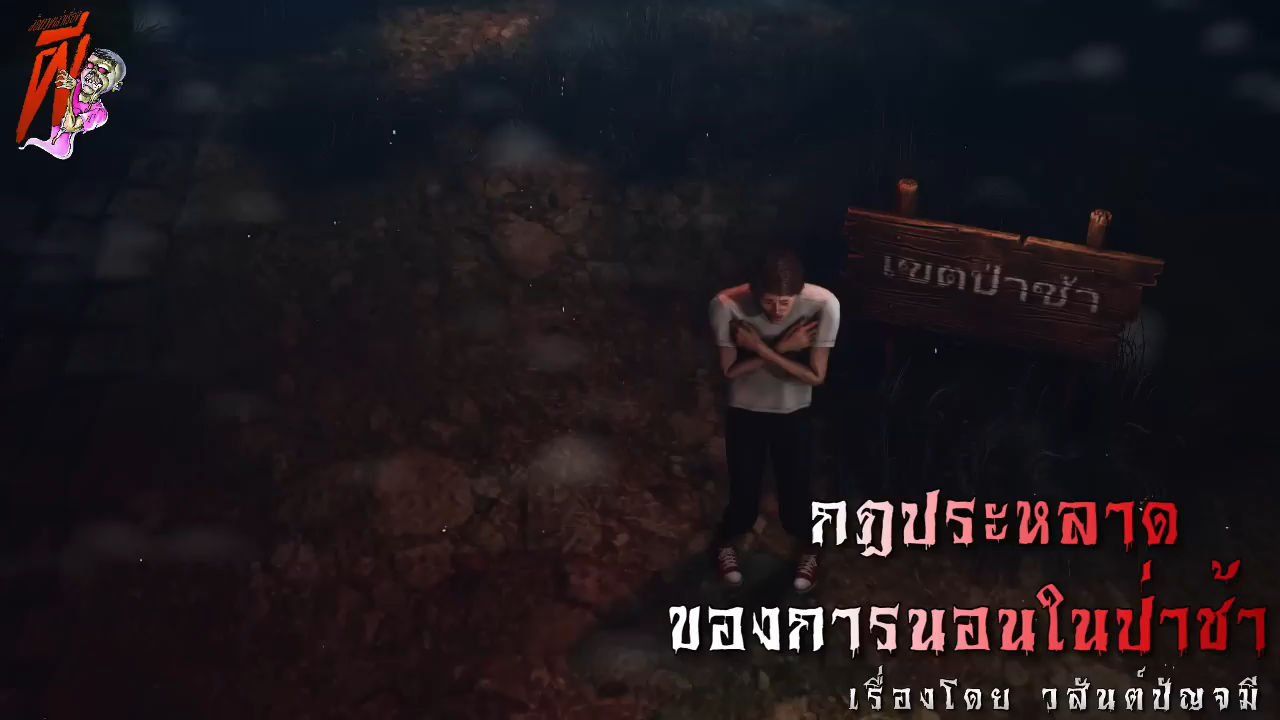 ผี
เขตป่าช้า
กฎประหลาด
ของการนอนในป่าช้า
เรื่องโดย วสันต์ปัญจมี